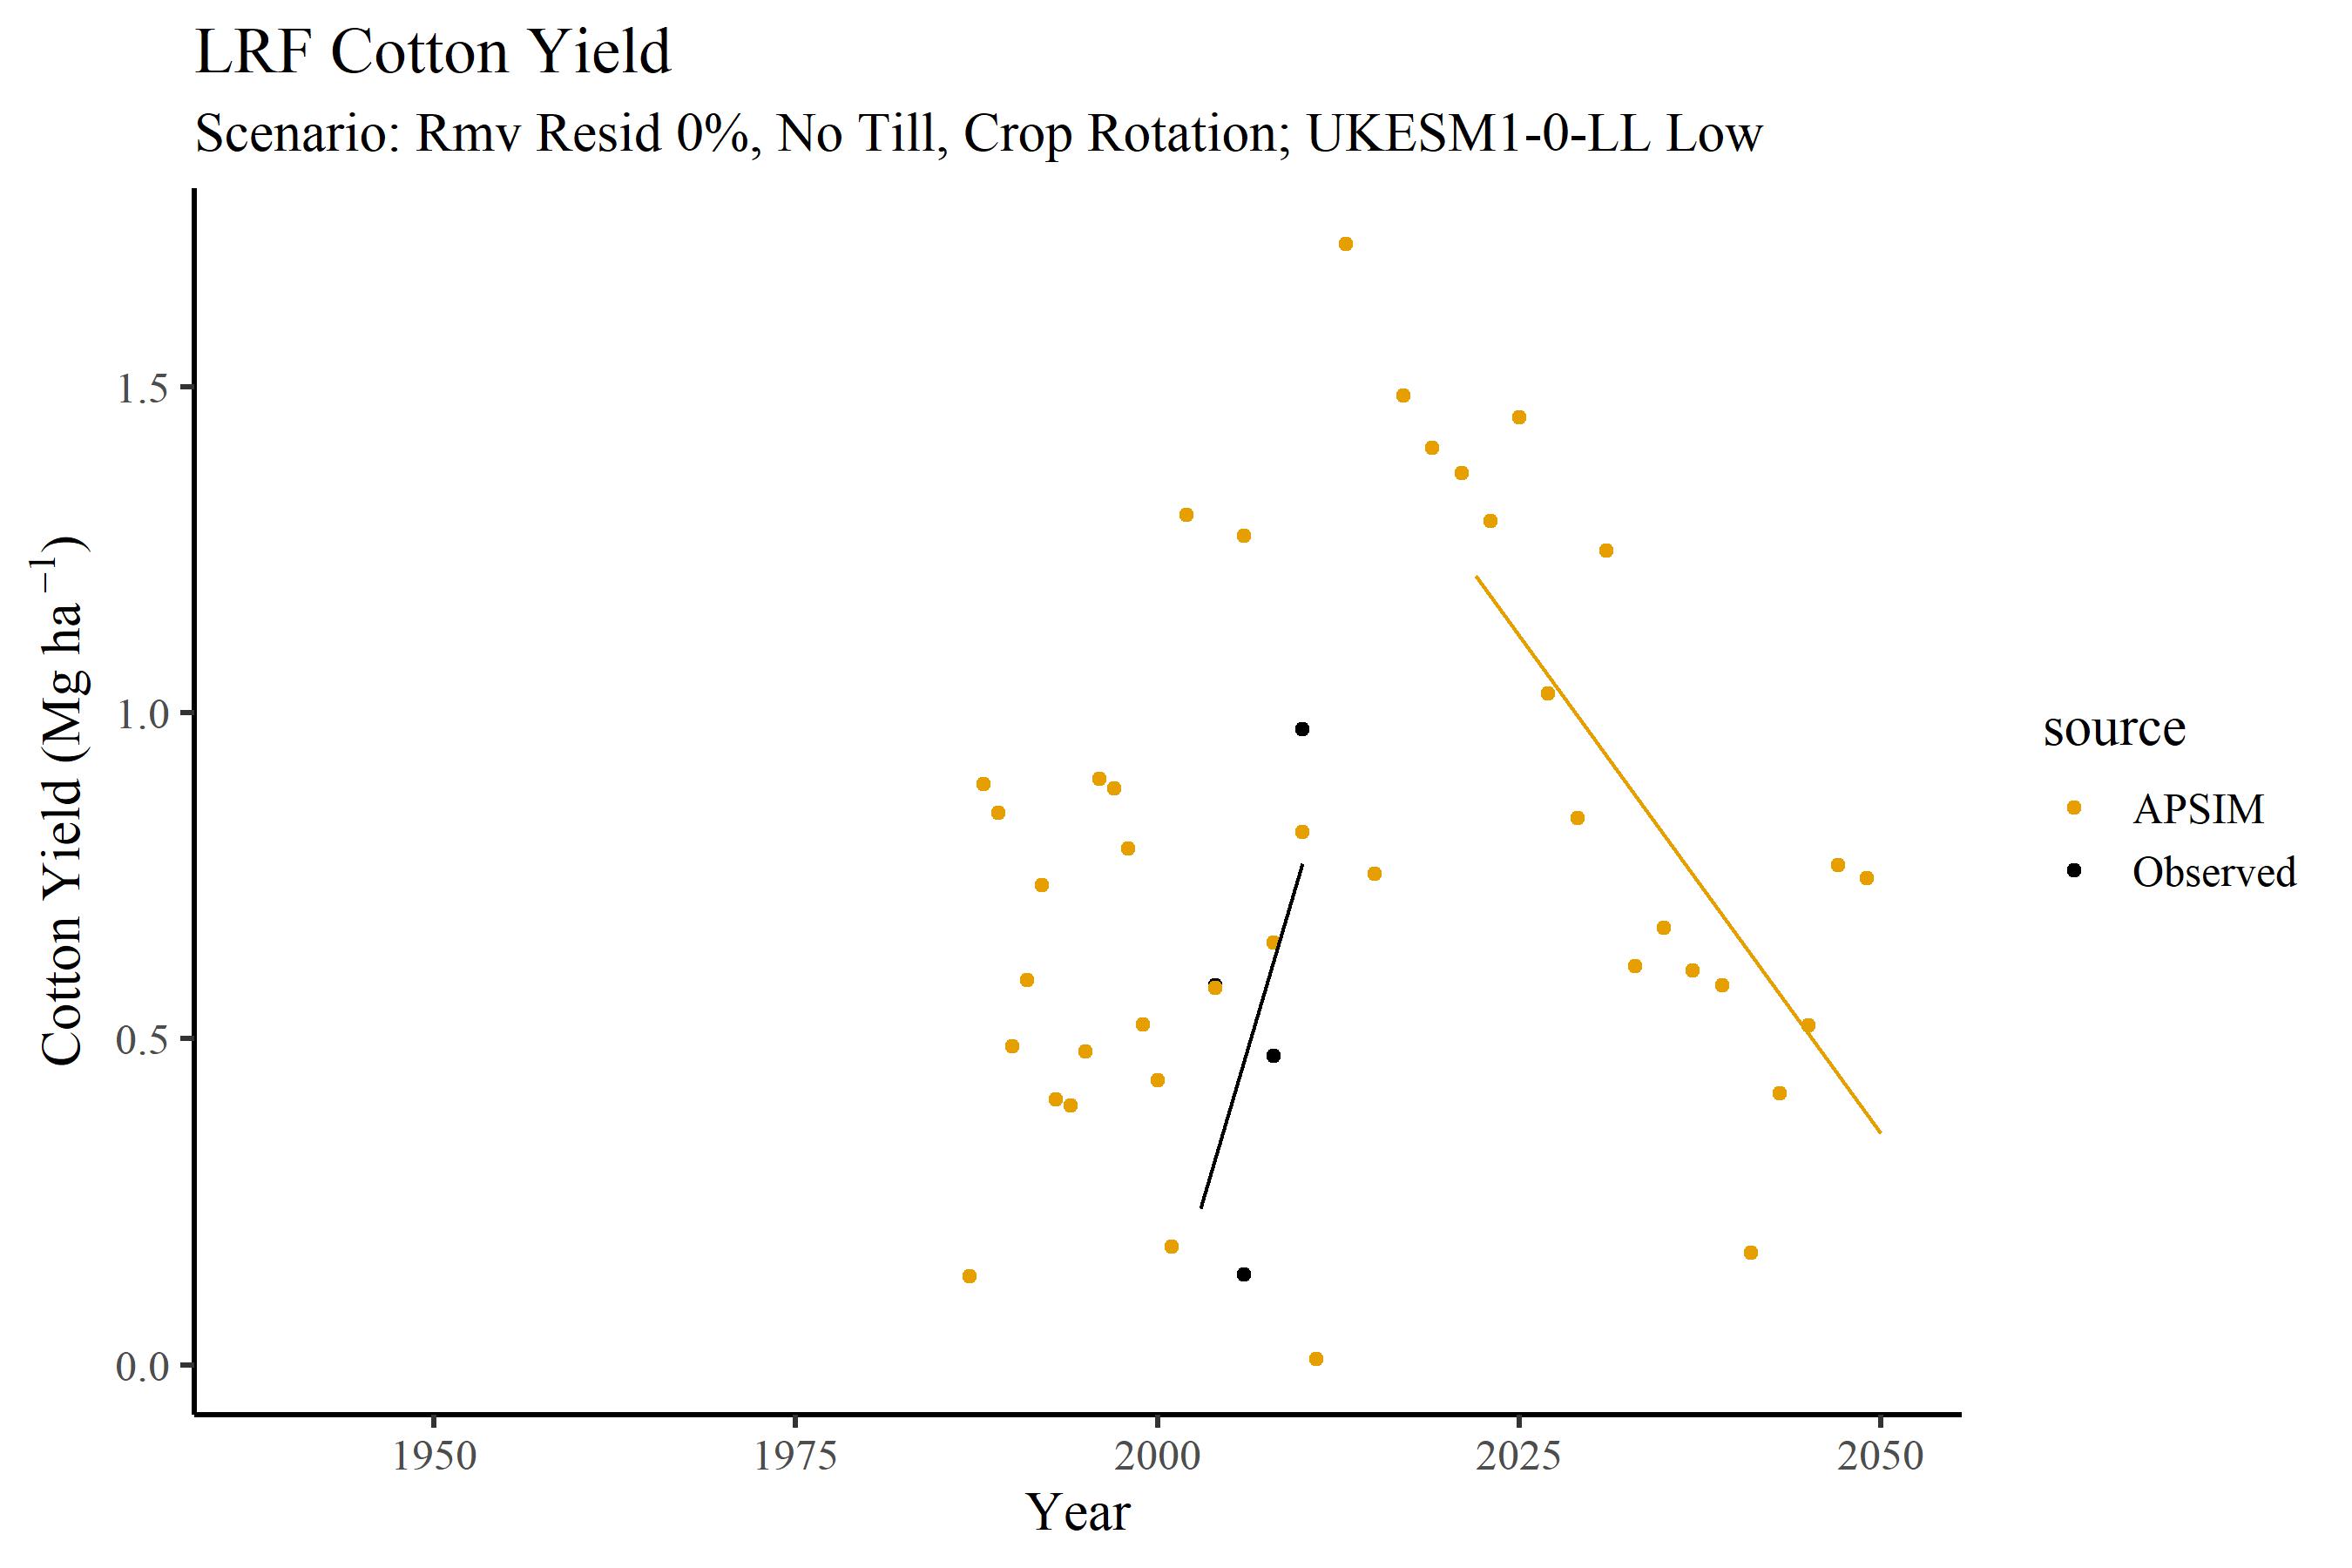 LRF Cotton Yield
Scenario: Rmv Resid 0%, No Till, Crop Rotation; UKESM1-0-LL Low
Cotton Yield (Mg ha⁻¹)
1.5
1.0
0.5
0.0
1950 1975 2000 2025 2050
Year
source
APSIM
Observed